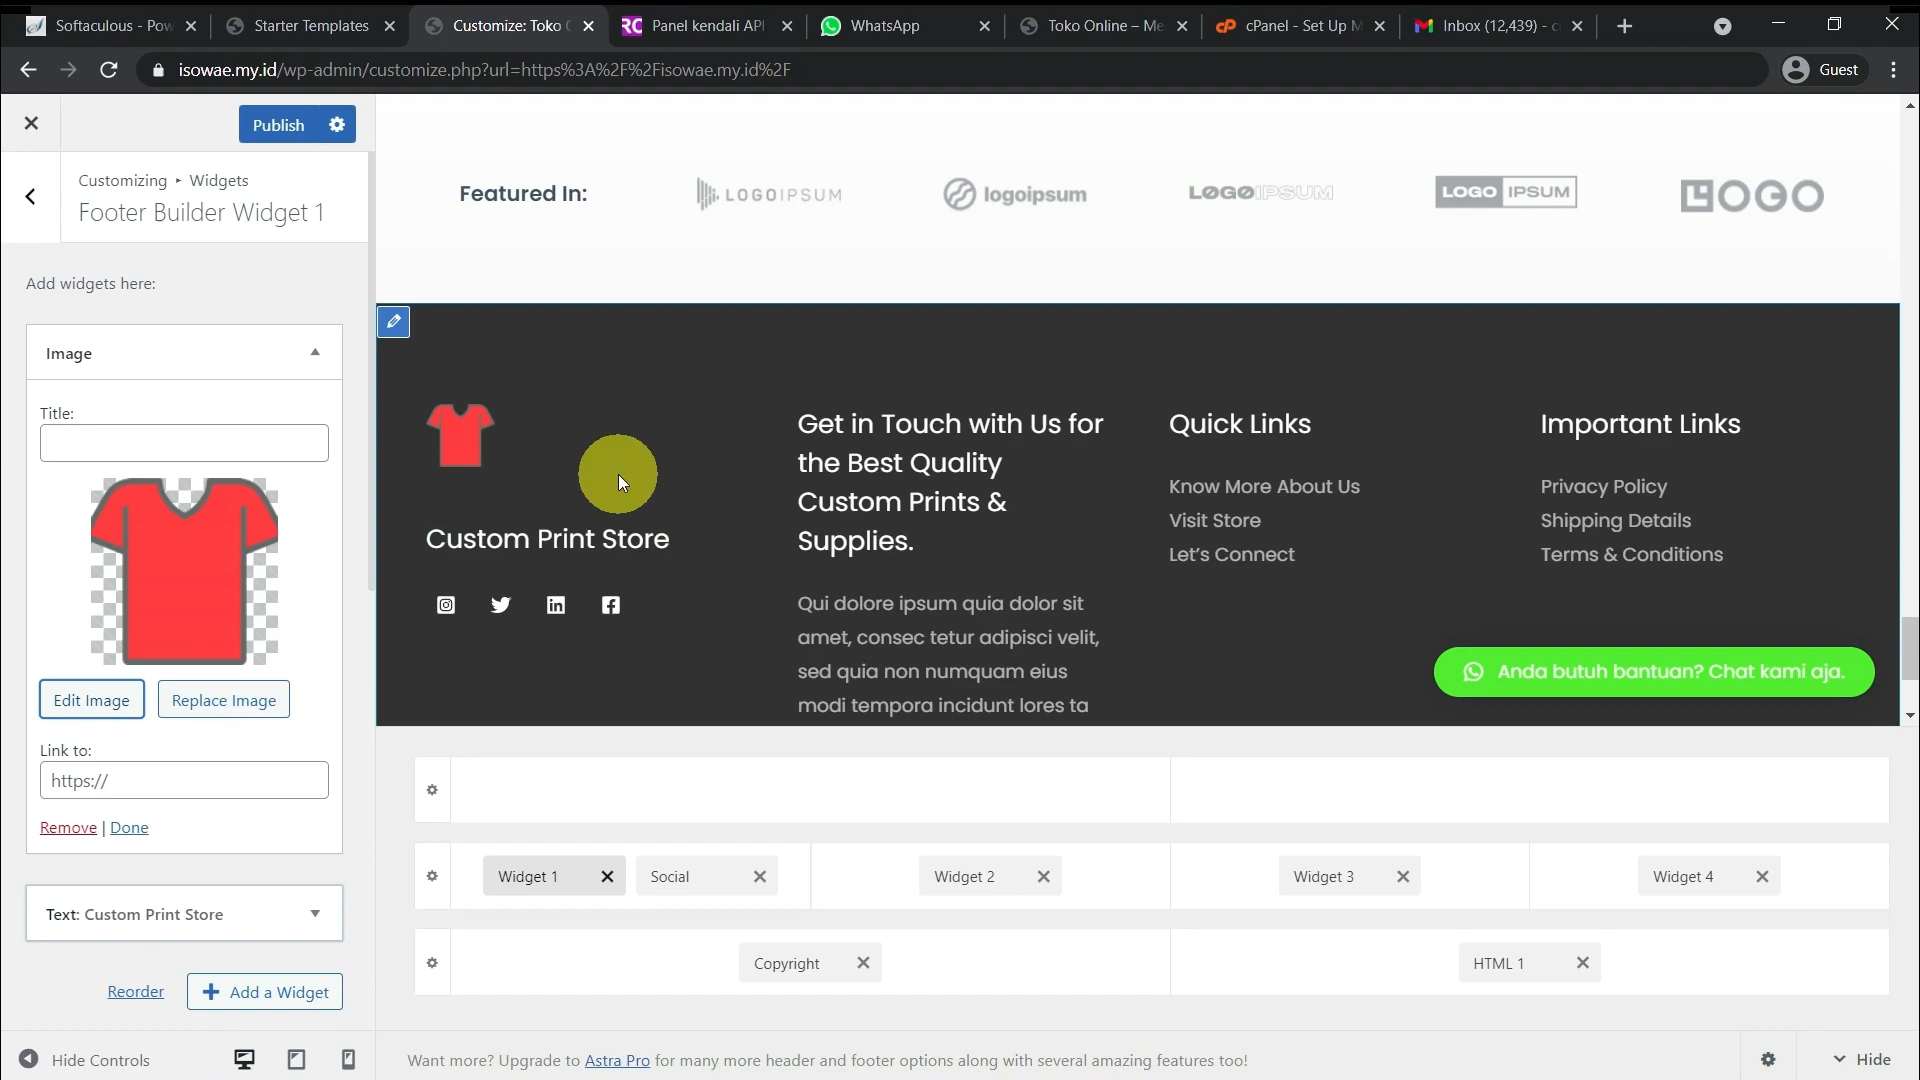 Softaculous - Pow
Starter Templates
Customize: Toko O
Panel kendali API
WhatsApp
Toko Online – Me
cPanel - Set Up M
Inbox (12,439) - c
isowae.my.id/wp-admin/customize.php?url=https%3A%2F%2Fisowae.my.id%2F
Guest
Publish
Customizing ▸ Widgets
Footer Builder Widget 1
Add widgets here:
Image
Title:
Edit Image
Replace Image
Link to:
https://
Remove | Done
Text: Custom Print Store
Reorder
Add a Widget
Hide Controls
Featured In:
LOGOIPSUM
logoipsum
LOGOIPSUM
LOGO IPSUM
LOGO
Custom Print Store
Get in Touch with Us for
the Best Quality
Custom Prints &
Supplies.
Qui dolore ipsum quia dolor sit
amet, consec tetur adipisci velit,
sed quia non numquam eius
modi tempora incidunt lores ta
Quick Links
Know More About Us
Visit Store
Let’s Connect
Important Links
Privacy Policy
Shipping Details
Terms & Conditions
Anda butuh bantuan? Chat kami aja.
Widget 1
Social
Widget 2
Widget 3
Widget 4
Copyright
HTML 1
Want more? Upgrade to Astra Pro for many more header and footer options along with several amazing features too!
Hide